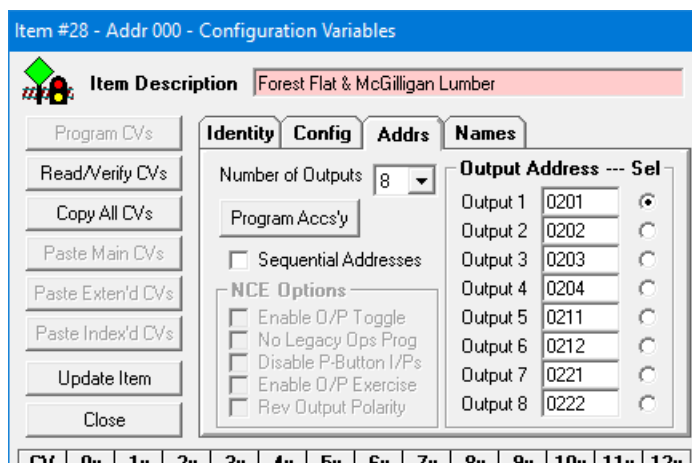 Item #28 - Addr 000 - Configuration Variables
Item Description Forest Flat & McGilligan Lumber
Program CVs
Read/Verify CVs
Copy All CVs
Paste Main CVs
Paste Exten'd CVs
Paste Index'd CVs
Update Item
Close
Identity Config Addrs Names
Number of Outputs 8
Program Accs'y
Sequential Addresses
NCE Options
Enable O/P Toggle
No Legacy Ops Prog
Disable P-Button I/Ps
Enable O/P Exercise
Rev Output Polarity
Output Address --- Sel
Output 1 0201
Output 2 0202
Output 3 0203
Output 4 0204
Output 5 0211
Output 6 0212
Output 7 0221
Output 8 0222